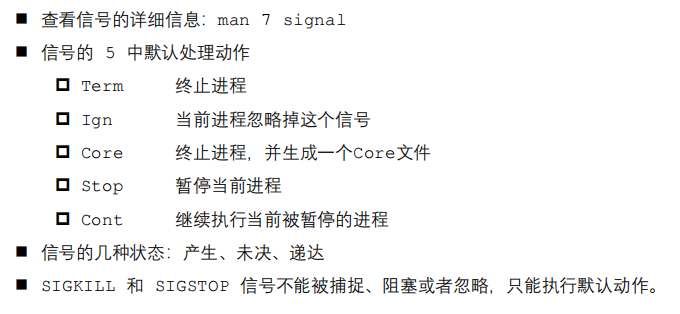 查看信号的详细信息：man 7 signal
信号的 5 中默认处理动作
Term 终止进程
Ign 当前进程忽略掉这个信号
Core 终止进程，并生成一个Core文件
Stop 暂停当前进程
Cont 继续执行当前被暂停的进程
信号的几种状态：产生、未决、递达
SIGKILL 和 SIGSTOP 信号不能被捕捉、阻塞或者忽略，只能执行默认动作。